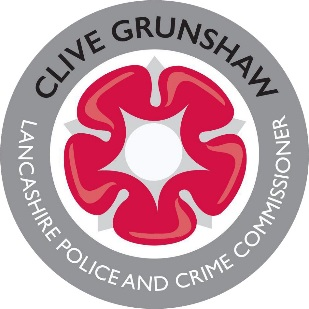 CLIVE GRUNSHAW
LANCASHIRE POLICE AND CRIME COMMISSIONER